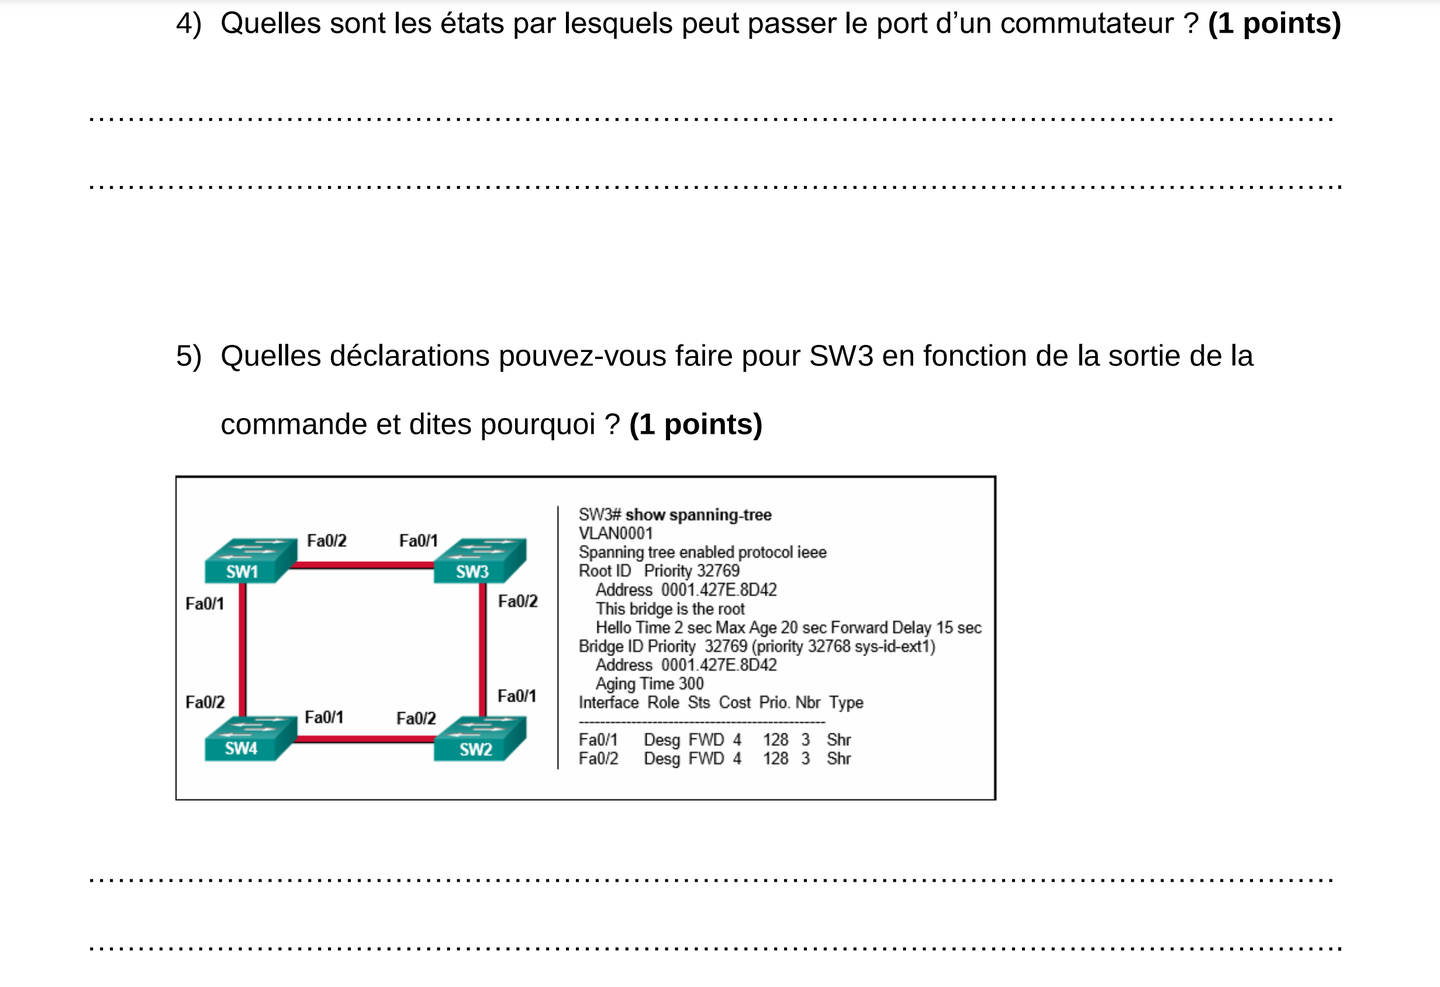 4) Quelles sont les états par lesquels peut passer le port d’un commutateur ? (1 points)
5) Quelles déclarations pouvez-vous faire pour SW3 en fonction de la sortie de la
commande et dites pourquoi ? (1 points)
Fa0/2 Fa0/1
SW1 SW3
Fa0/1 Fa0/2
Fa0/2 Fa0/1
Fa0/1 Fa0/2
SW4 SW2
SW3# show spanning-tree
VLAN0001
Spanning tree enabled protocol ieee
Root ID Priority 32769
Address 0001.427E.8D42
This bridge is the root
Hello Time 2 sec Max Age 20 sec Forward Delay 15 sec
Bridge ID Priority 32769 (priority 32768 sys-id-ext1)
Address 0001.427E.8D42
Aging Time 300
Interface Role Sts Cost Prio. Nbr Type
----------------------------------------------
Fa0/1 Desg FWD 4 128 3 Shr
Fa0/2 Desg FWD 4 128 3 Shr